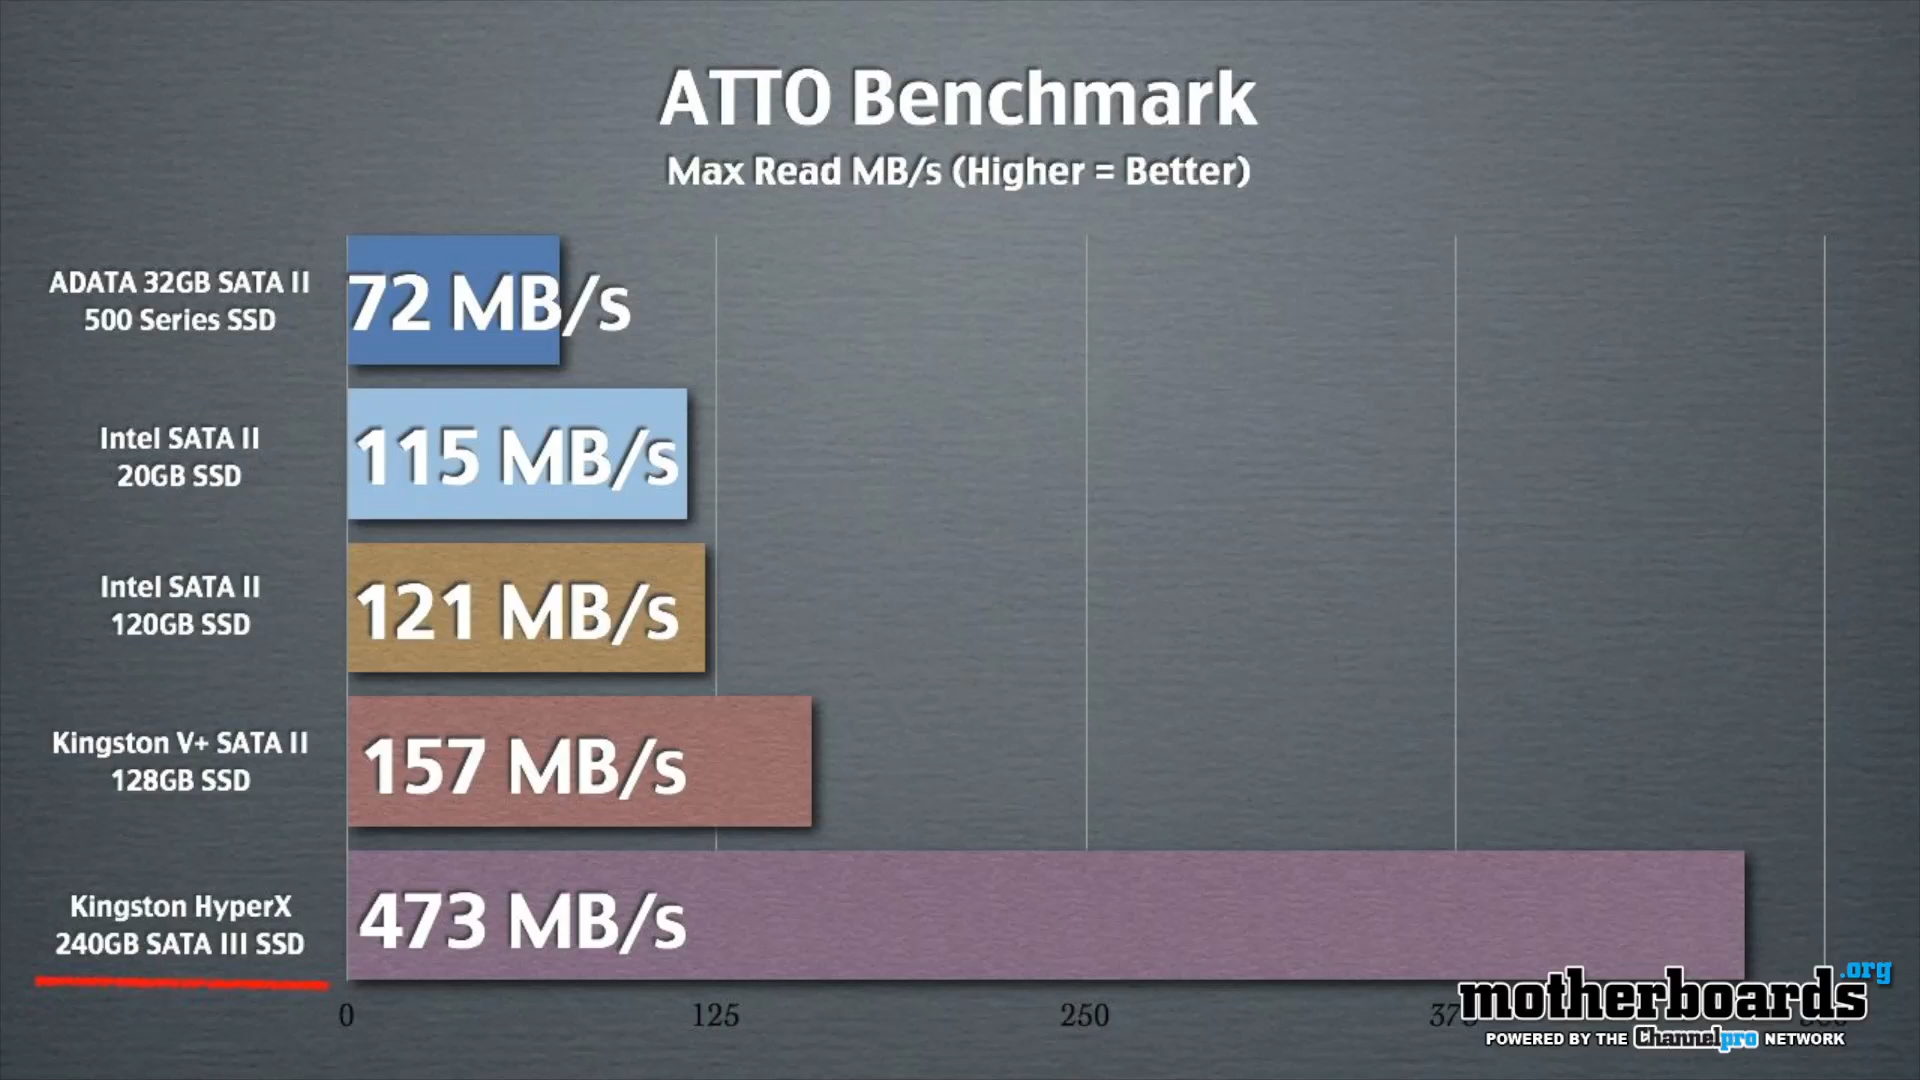 ATTO Benchmark
Max Read MB/s (Higher = Better)
ADATA 32GB SATA II
500 Series SSD
72 MB/s
Intel SATA II
20GB SSD
115 MB/s
Intel SATA II
120GB SSD
121 MB/s
Kingston V+ SATA II
128GB SSD
157 MB/s
Kingston HyperX
240GB SATA III SSD
473 MB/s
0 125 250
motherboards.org
POWERED BY THE Channelpro NETWORK